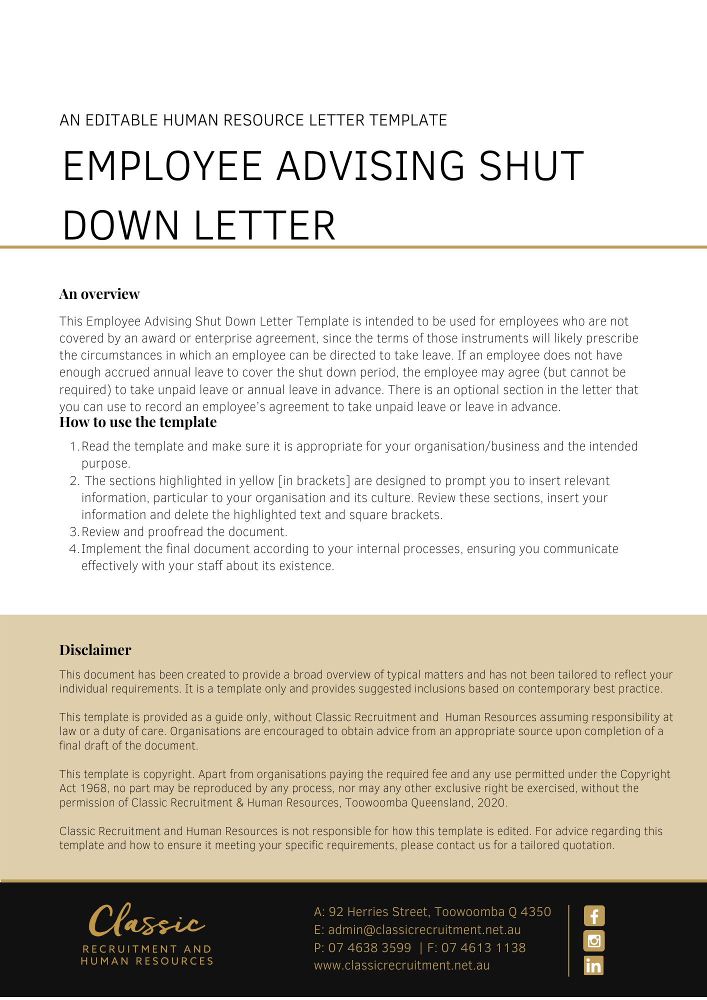 AN EDITABLE HUMAN RESOURCE LETTER TEMPLATE
EMPLOYEE ADVISING SHUT
DOWN LETTER
An overview
This Employee Advising Shut Down Letter Template is intended to be used for employees who are not
covered by an award or enterprise agreement, since the terms of those instruments will likely prescribe
the circumstances in which an employee can be directed to take leave. If an employee does not have
enough accrued annual leave to cover the shut down period, the employee may agree (but cannot be
required) to take unpaid leave or annual leave in advance. There is an optional section in the letter that
you can use to record an employee's agreement to take unpaid leave or leave in advance.
How to use the template
1. Read the template and make sure it is appropriate for your organisation/business and the intended
purpose.
2. The sections highlighted in yellow [in brackets] are designed to prompt you to insert relevant
information, particular to your organisation and its culture. Review these sections, insert your
information and delete the highlighted text and square brackets.
3. Review and proofread the document.
4. Implement the final document according to your internal processes, ensuring you communicate
effectively with your staff about its existence.
Disclaimer
This document has been created to provide a broad overview of typical matters and has not been tailored to reflect your
individual requirements. It is a template only and provides suggested inclusions based on contemporary best practice.
This template is provided as a guide only, without Classic Recruitment and Human Resources assuming responsibility at
law or a duty of care. Organisations are encouraged to obtain advice from an appropriate source upon completion of a
final draft of the document.
This template is copyright. Apart from organisations paying the required fee and any use permitted under the Copyright
Act 1968, no part may be reproduced by any process, nor may any other exclusive right be exercised, without the
permission of Classic Recruitment & Human Resources, Toowoomba Queensland, 2020.
Classic Recruitment and Human Resources is not responsible for how this template is edited. For advice regarding this
template and how to ensure it meeting your specific requirements, please contact us for a tailored quotation.
Classic
RECRUITMENT AND
HUMAN RESOURCES
A: 92 Herries Street, Toowoomba Q 4350
E: admin@classicrecruitment.net.au
P: 07 4638 3599 | F: 07 4613 1138
www.classicrecruitment.net.au